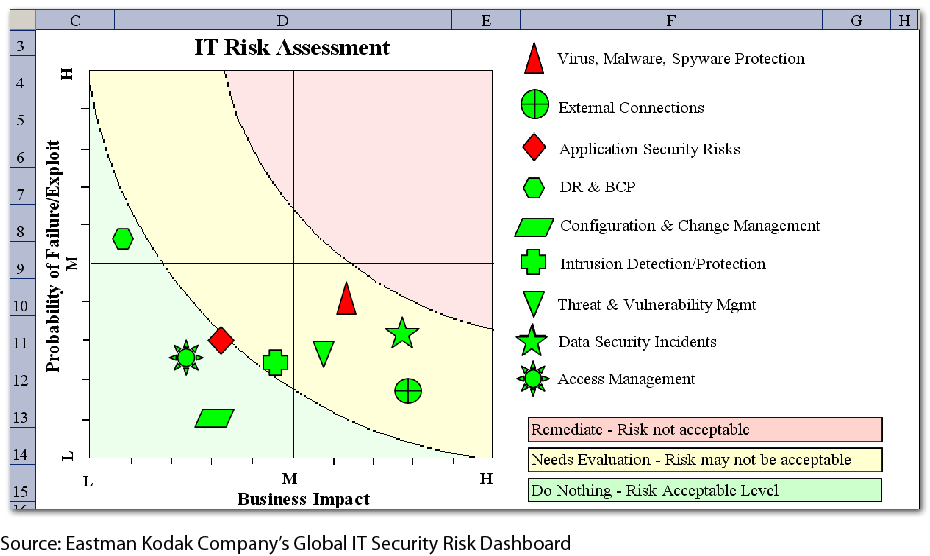 C D E F G H
3
4
5
6
7
8
9
10
11
12
13
14
15
IT Risk Assessment
H
Probability of Failure/Exploit
M
L
L M H
Business Impact
Virus, Malware, Spyware Protection
External Connections
Application Security Risks
DR & BCP
Configuration & Change Management
Intrusion Detection/Protection
Threat & Vulnerability Mgmt
Data Security Incidents
Access Management
Remediate - Risk not acceptable
Needs Evaluation - Risk may not be acceptable
Do Nothing - Risk Acceptable Level
Source: Eastman Kodak Company's Global IT Security Risk Dashboard